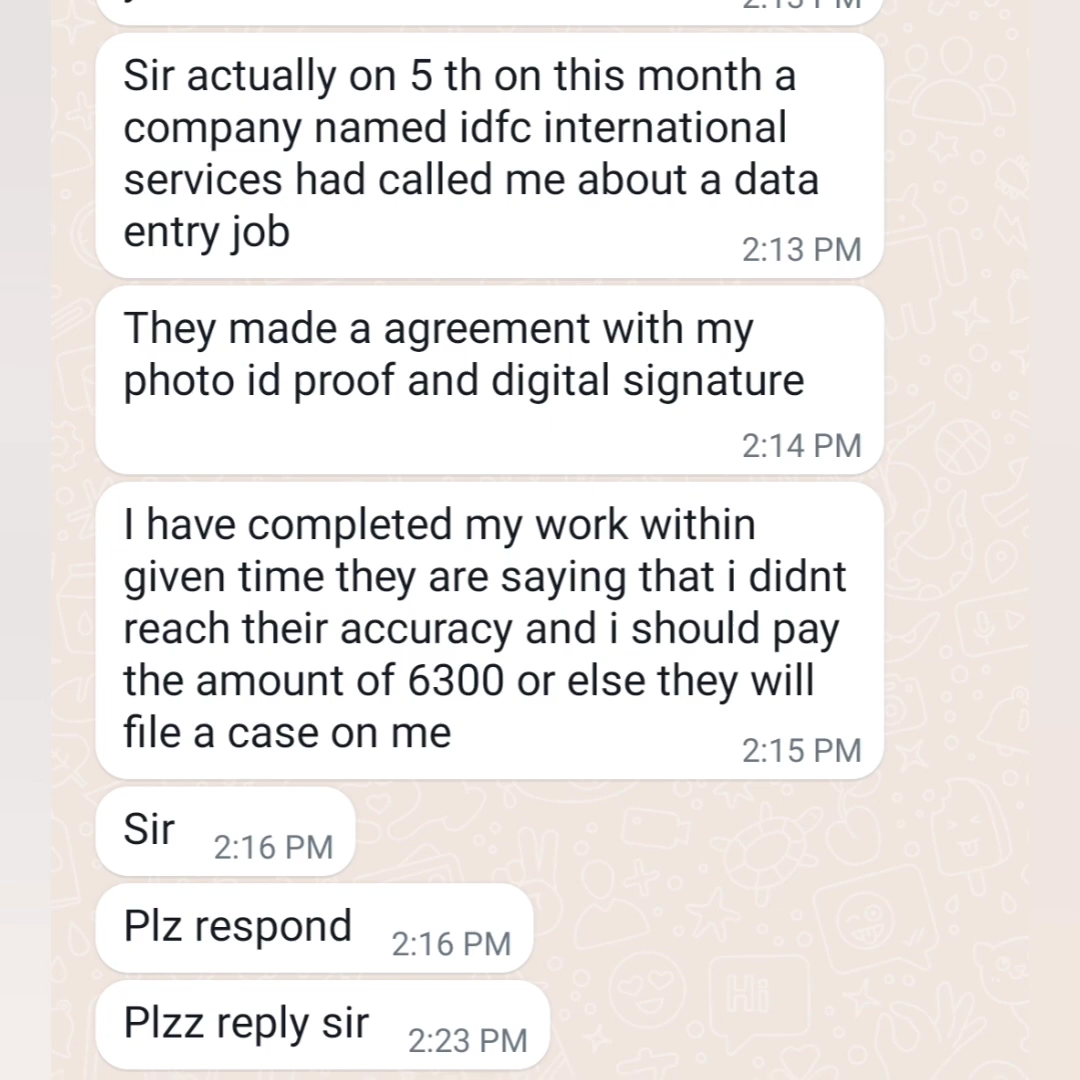 Sir actually on 5 th on this month a
company named idfc international
services had called me about a data
entry job
2:13 PM
They made a agreement with my
photo id proof and digital signature
2:14 PM
I have completed my work within
given time they are saying that i didnt
reach their accuracy and i should pay
the amount of 6300 or else they will
file a case on me
2:15 PM
Sir 2:16 PM
Plz respond 2:16 PM
Plzz reply sir 2:23 PM